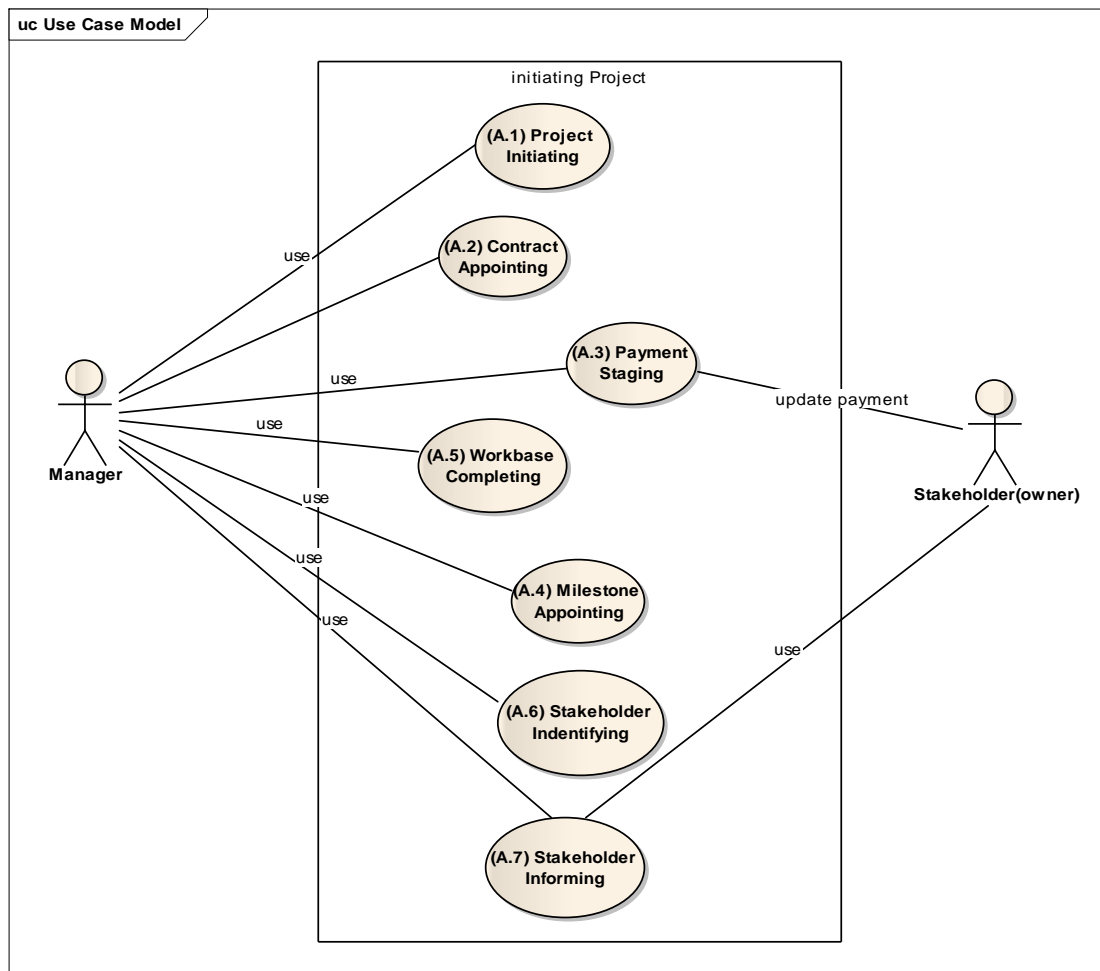 uc Use Case Model
initiating Project
(A.1) Project
Initiating
(A.2) Contract
Appointing
use
(A.3) Payment
Staging
use
update payment
use
(A.5) Workbase
Completing
Manager
Stakeholder(owner)
use
use
(A.4) Milestone
Appointing
use
use
(A.6) Stakeholder
Indentifying
(A.7) Stakeholder
Informing